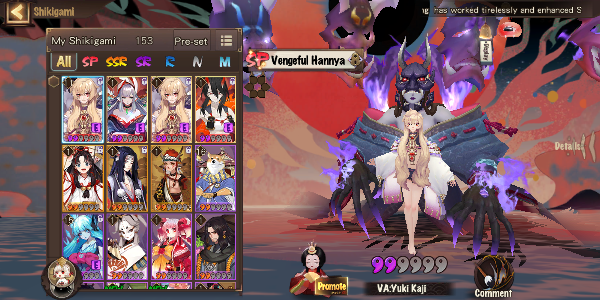 Shikigami
has worked tirelessly and enhanced S
My Shikigami 153 Pre-set
All SP SSR SR R N M
SP Vengeful Hannya
Details
Promote
999999
VA:Yuki Kaji
Comment